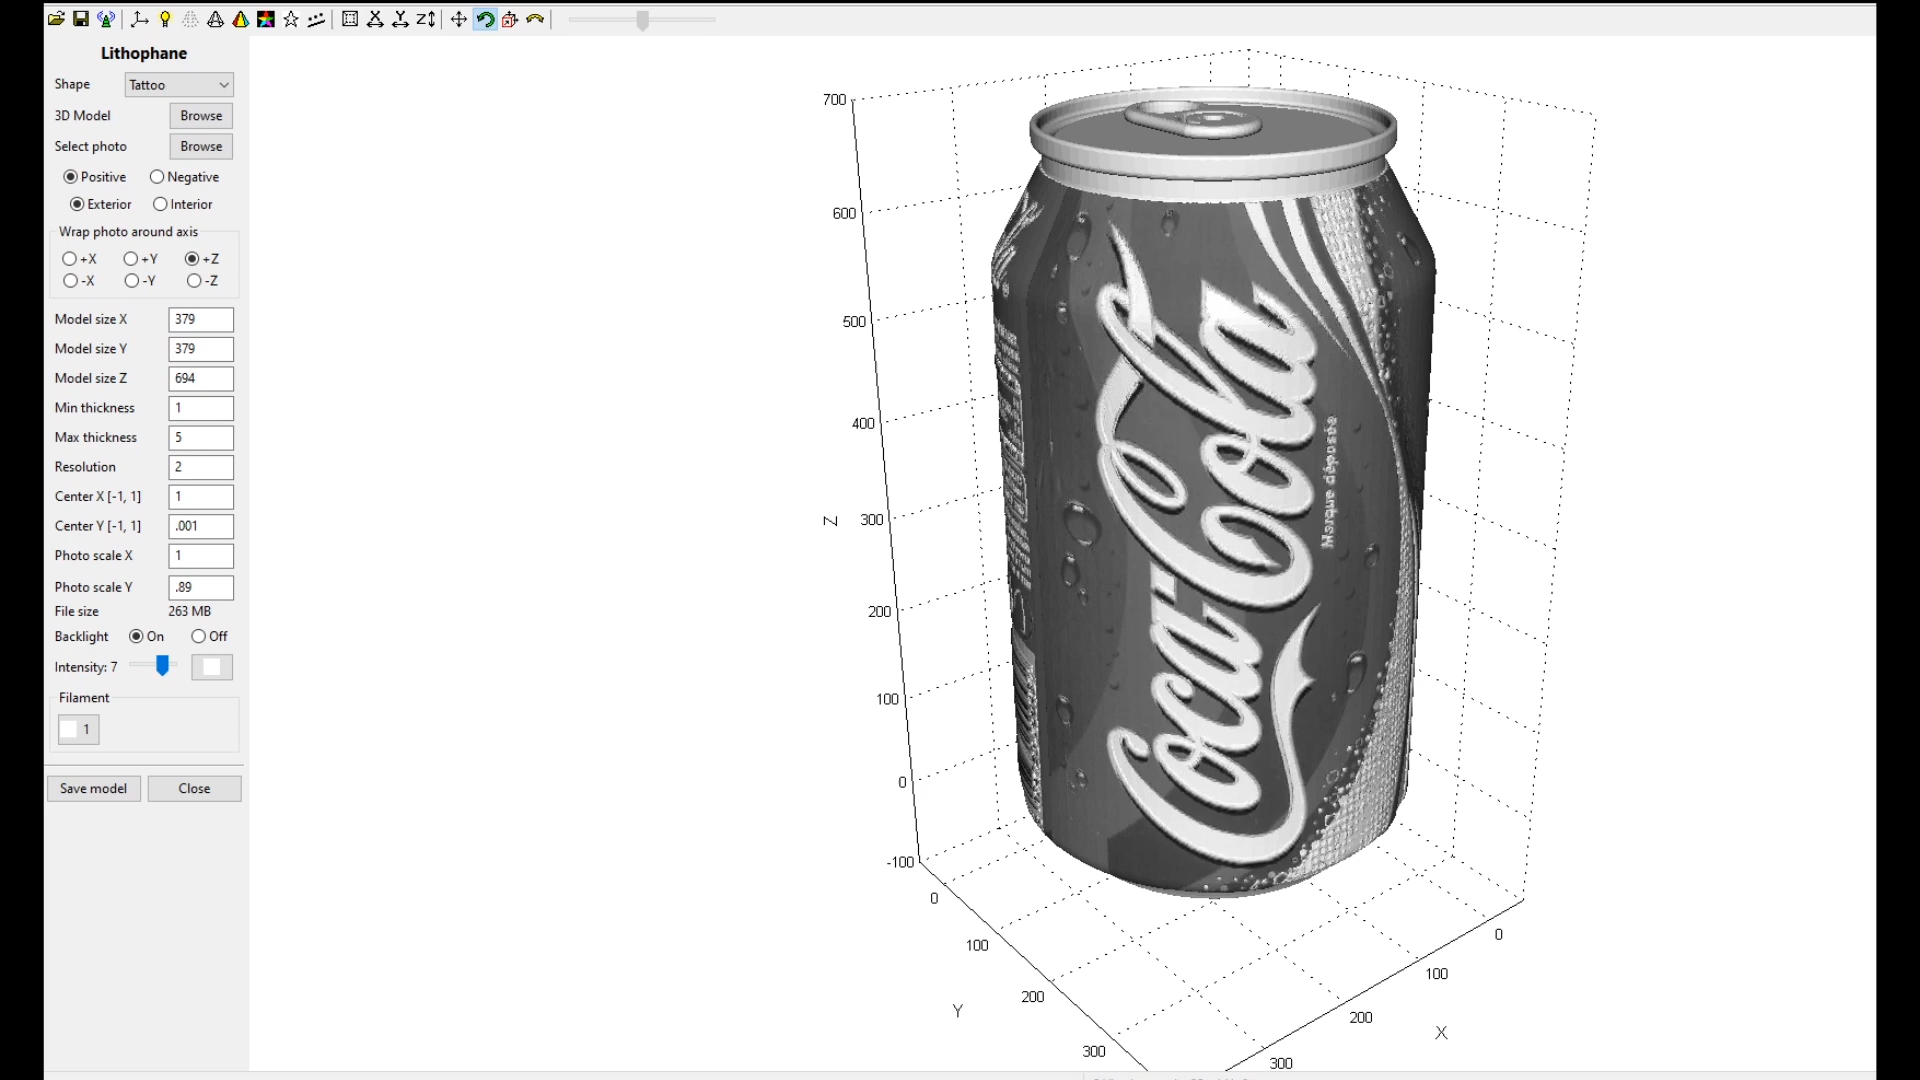 Lithophane
Shape Tattoo
3D Model Browse
Select photo Browse
Positive Negative
Exterior Interior
Wrap photo around axis
+X +Y +Z
-X -Y -Z
Model size X 379
Model size Y 379
Model size Z 694
Min thickness 1
Max thickness 5
Resolution 2
Center X [-1, 1] 1
Center Y [-1, 1] .001
Photo scale X 1
Photo scale Y .89
File size 263 MB
Backlight On Off
Intensity: 7
Filament
1
Save model Close
X Y Z
700
600
500
400
300
200
100
0
-100
Z
0
100
200
300
Y
0
100
200
300
X
Coca-Cola
Marque déposée